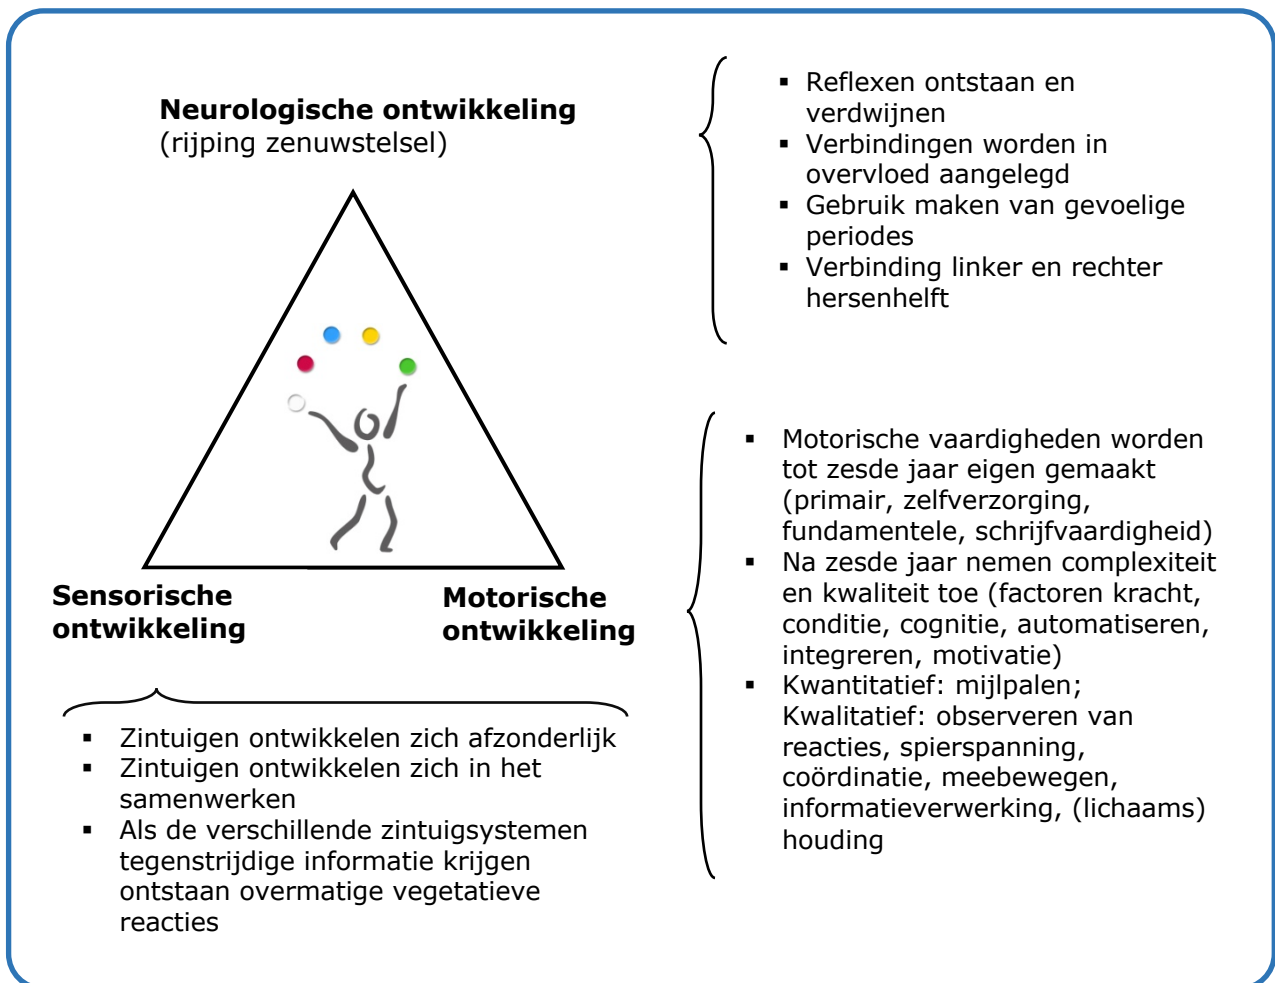 Neurologische ontwikkeling
(rijping zenuwstelsel)
▪ Reflexen ontstaan en
verdwijnen
▪ Verbindingen worden in
overvloed aangelegd
▪ Gebruik maken van gevoelige
periodes
▪ Verbinding linker en rechter
hersenhelft
Sensorische
ontwikkeling
Motorische
ontwikkeling
▪ Motorische vaardigheden worden
tot zesde jaar eigen gemaakt
(primair, zelfverzorging,
fundamentele, schrijfvaardigheid)
▪ Na zesde jaar nemen complexiteit
en kwaliteit toe (factoren kracht,
conditie, cognitie, automatiseren,
integreren, motivatie)
▪ Kwantitatief: mijlpalen;
Kwalitatief: observeren van
reacties, spierspanning,
coördinatie, meebewegen,
informatieverwerking, (lichaams)
houding
▪ Zintuigen ontwikkelen zich afzonderlijk
▪ Zintuigen ontwikkelen zich in het
samenwerken
▪ Als de verschillende zintuigsystemen
tegenstrijdige informatie krijgen
ontstaan overmatige vegetatieve
reacties